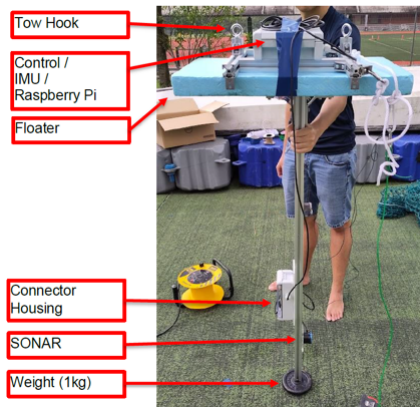 Tow Hook
Control /
IMU /
Raspberry Pi
Floater
Connector
Housing
SONAR
Weight (1kg)